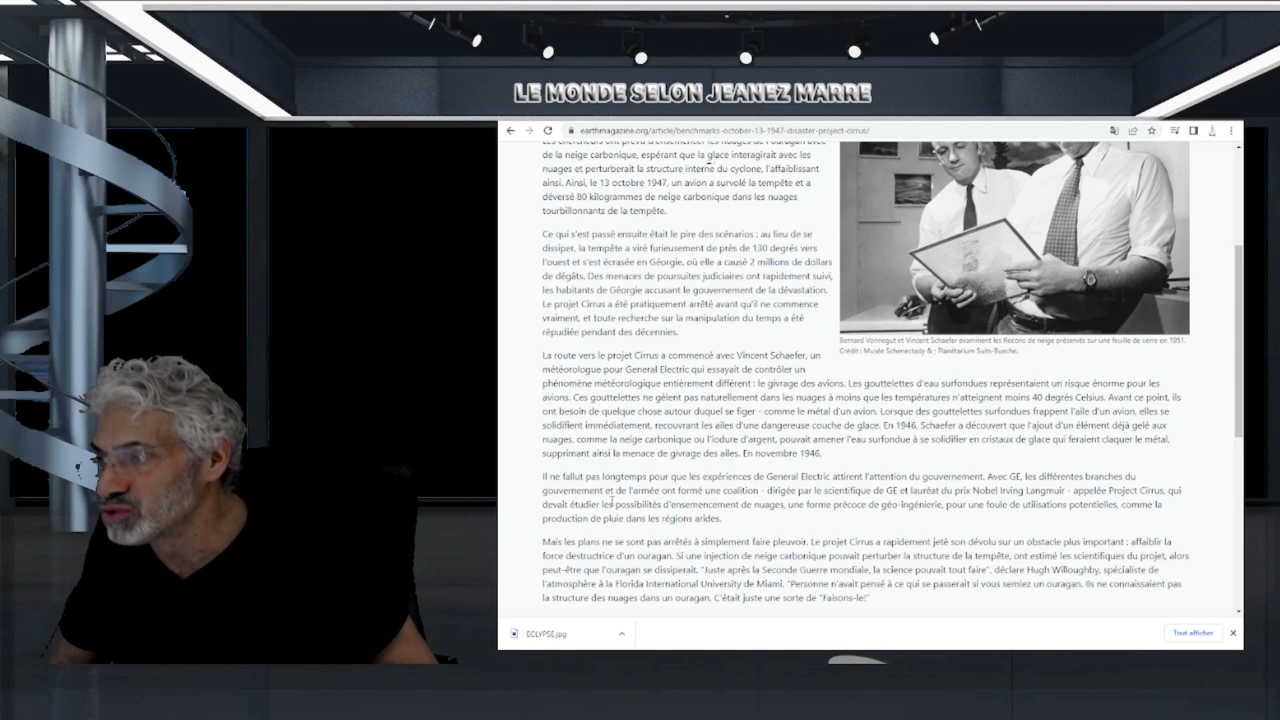 LE MONDE SELON JEANEZ MARRE
earthmagazine.org/article/benchmarks-october-13-1947-disaster-project-cirrus/
Les chercheurs ont prévu d'ensemencer les nuages de l'ouragan avec
de la neige carbonique, espérant que la glace interagirait avec les
nuages et perturberait la structure interne du cyclone, l'affaiblissant
ainsi. Ainsi, le 13 octobre 1947, un avion a survolé la tempête et a
déversé 80 kilogrammes de neige carbonique dans les nuages
tourbillonnants de la tempête.
Ce qui s'est passé ensuite était le pire des scénarios : au lieu de se
dissiper, la tempête a viré furieusement de près de 130 degrés vers
l'ouest et s'est écrasée en Géorgie, où elle a causé 2 millions de dollars
de dégâts. Des menaces de poursuites judiciaires ont rapidement suivi,
les habitants de Géorgie accusant le gouvernement de la dévastation.
Le projet Cirrus a été pratiquement arrêté avant qu'il ne commence
vraiment, et toute recherche sur la manipulation du temps a été
répudiée pendant des décennies.
Bernard Vonnegut et Vincent Schaefer examinent les flocons de neige préservés sur une feuille de verre en 1951.
Crédit : Musée Schenectady & ; Planétarium Suits-Bueche.
La route vers le projet Cirrus a commencé avec Vincent Schaefer, un
météorologue pour General Electric qui essayait de contrôler un
phénomène météorologique entièrement différent : le givrage des avions. Les gouttelettes d'eau surfondues représentaient un risque énorme pour les
avions. Ces gouttelettes ne gèlent pas naturellement dans les nuages à moins que les températures n'atteignent moins 40 degrés Celsius. Avant ce point, ils
ont besoin de quelque chose autour duquel se figer - comme le métal d'un avion. Lorsque des gouttelettes surfondues frappent l'aile d'un avion, elles se
solidifient immédiatement, recouvrant les ailes d'une dangereuse couche de glace. En 1946, Schaefer a découvert que l'ajout d'un élément déjà gelé aux
nuages, comme la neige carbonique ou l'iodure d'argent, pouvait amener l'eau surfondue à se solidifier en cristaux de glace qui feraient claquer le métal,
supprimant ainsi la menace de givrage des ailes. En novembre 1946,
Il ne fallut pas longtemps pour que les expériences de General Electric attirent l'attention du gouvernement. Avec GE, les différentes branches du
gouvernement et de l'armée ont formé une coalition - dirigée par le scientifique de GE et lauréat du prix Nobel Irving Langmuir - appelée Project Cirrus, qui
devait étudier les possibilités d'ensemencement de nuages, une forme précoce de géo-ingénierie, pour une foule de utilisations potentielles, comme la
production de pluie dans les régions arides.
Mais les plans ne se sont pas arrêtés à simplement faire pleuvoir. Le projet Cirrus a rapidement jeté son dévolu sur un obstacle plus important : affaiblir la
force destructrice d'un ouragan. Si une injection de neige carbonique pouvait perturber la structure de la tempête, ont estimé les scientifiques du projet, alors
peut-être que l'ouragan se dissiperait. "Juste après la Seconde Guerre mondiale, la science pouvait tout faire", déclare Hugh Willoughby, spécialiste de
l'atmosphère à la Florida International University de Miami. "Personne n'avait pensé à ce qui se passerait si vous semiez un ouragan. Ils ne connaissaient pas
la structure des nuages dans un ouragan. C'était juste une sorte de "Faisons-le!"
ECLYPSE.jpg
Tout afficher